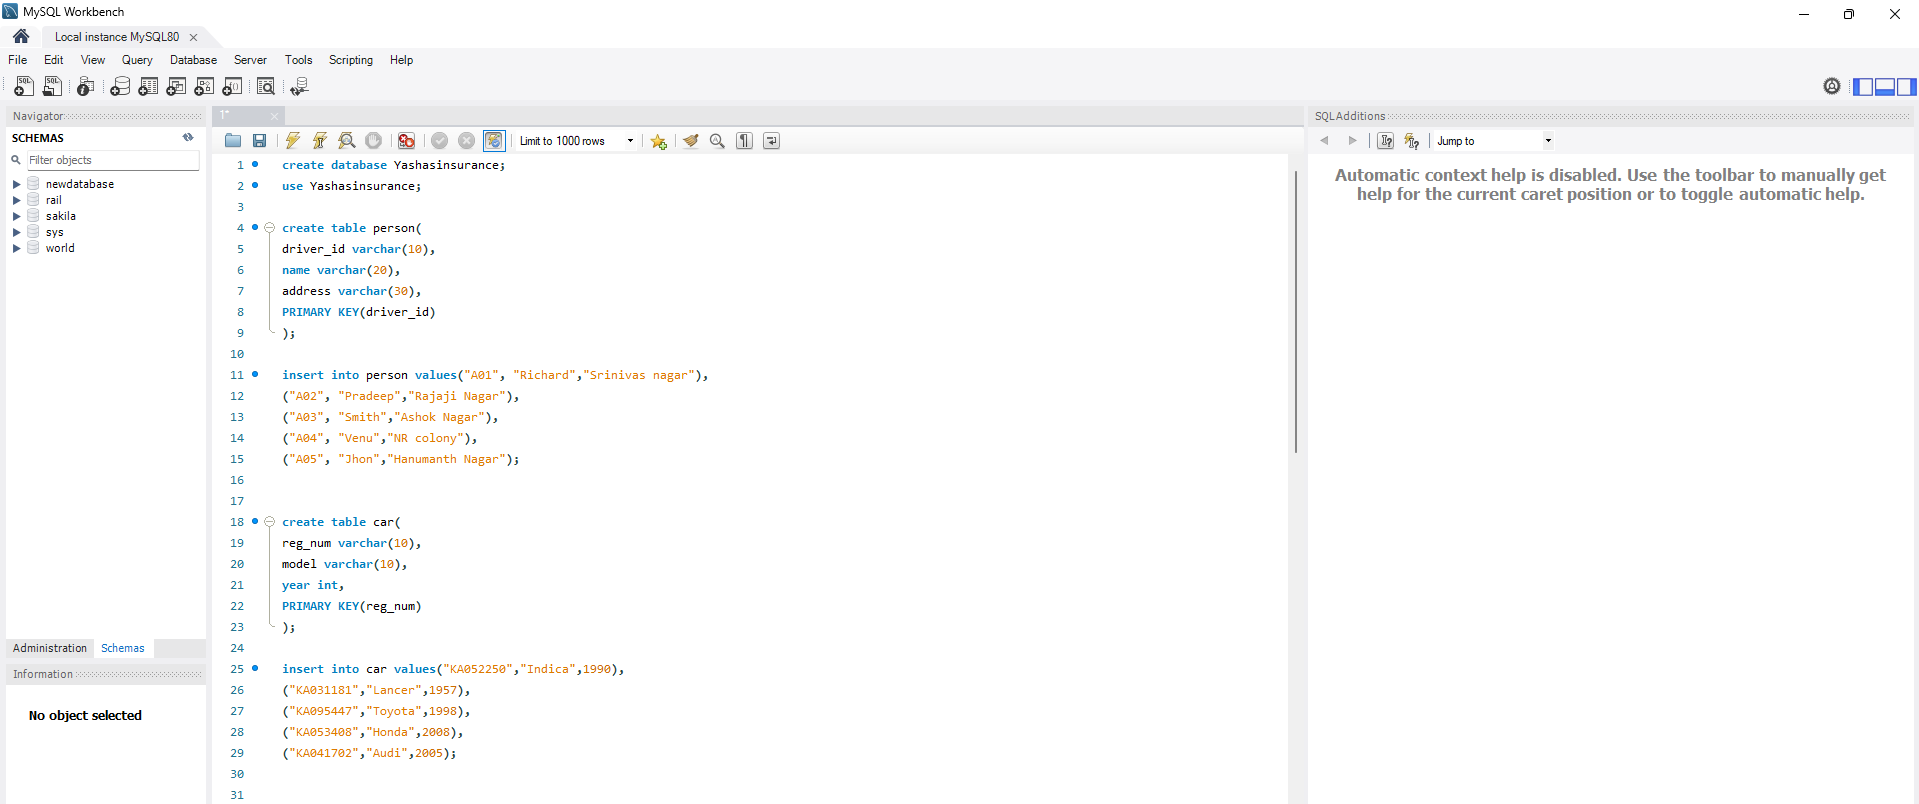 MySQL Workbench
Local instance MySQL80
File Edit View Query Database Server Tools Scripting Help
Navigator
SCHEMAS
Filter objects
newdatabase
rail
sakila
sys
world
Administration Schemas
Information
No object selected
1*
Limit to 1000 rows
1 create database Yashasinsurance;
2 use Yashasinsurance;
3
4 create table person(
5 driver_id varchar(10),
6 name varchar(20),
7 address varchar(30),
8 PRIMARY KEY(driver_id)
9 );
10
11 insert into person values("A01", "Richard","Srinivas nagar"),
12 ("A02", "Pradeep","Rajaji Nagar"),
13 ("A03", "Smith","Ashok Nagar"),
14 ("A04", "Venu","NR colony"),
15 ("A05", "Jhon","Hanumanth Nagar");
16
17
18 create table car(
19 reg_num varchar(10),
20 model varchar(10),
21 year int,
22 PRIMARY KEY(reg_num)
23 );
24
25 insert into car values("KA052250","Indica",1990),
26 ("KA031181","Lancer",1957),
27 ("KA095447","Toyota",1998),
28 ("KA053408","Honda",2008),
29 ("KA041702","Audi",2005);
30
31
SQLAdditions
Jump to
Automatic context help is disabled. Use the toolbar to manually get
help for the current caret position or to toggle automatic help.